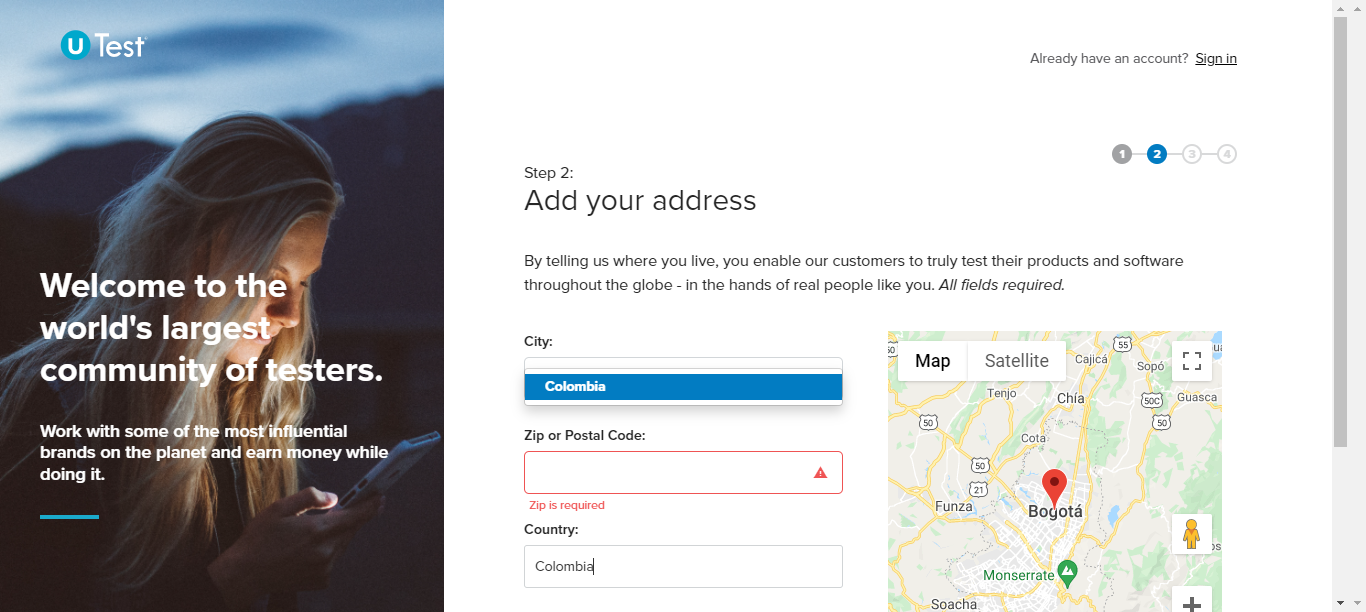 U Test
Already have an account? Sign in
1 2 3 4
Step 2:
Add your address
By telling us where you live, you enable our customers to truly test their products and software
throughout the globe - in the hands of real people like you. All fields required.
Welcome to the
world's largest
community of testers.
Work with some of the most influential
brands on the planet and earn money while
doing it.
City:
Colombia
Zip or Postal Code:
Zip is required
Country:
Colombia
Map Satellite
50
55
Cajicá
Sopó
Tenjo
Chía
50C
Guasca
50
50
Cota
50
21
Funza
Bogotá
Monserrate
Soacha